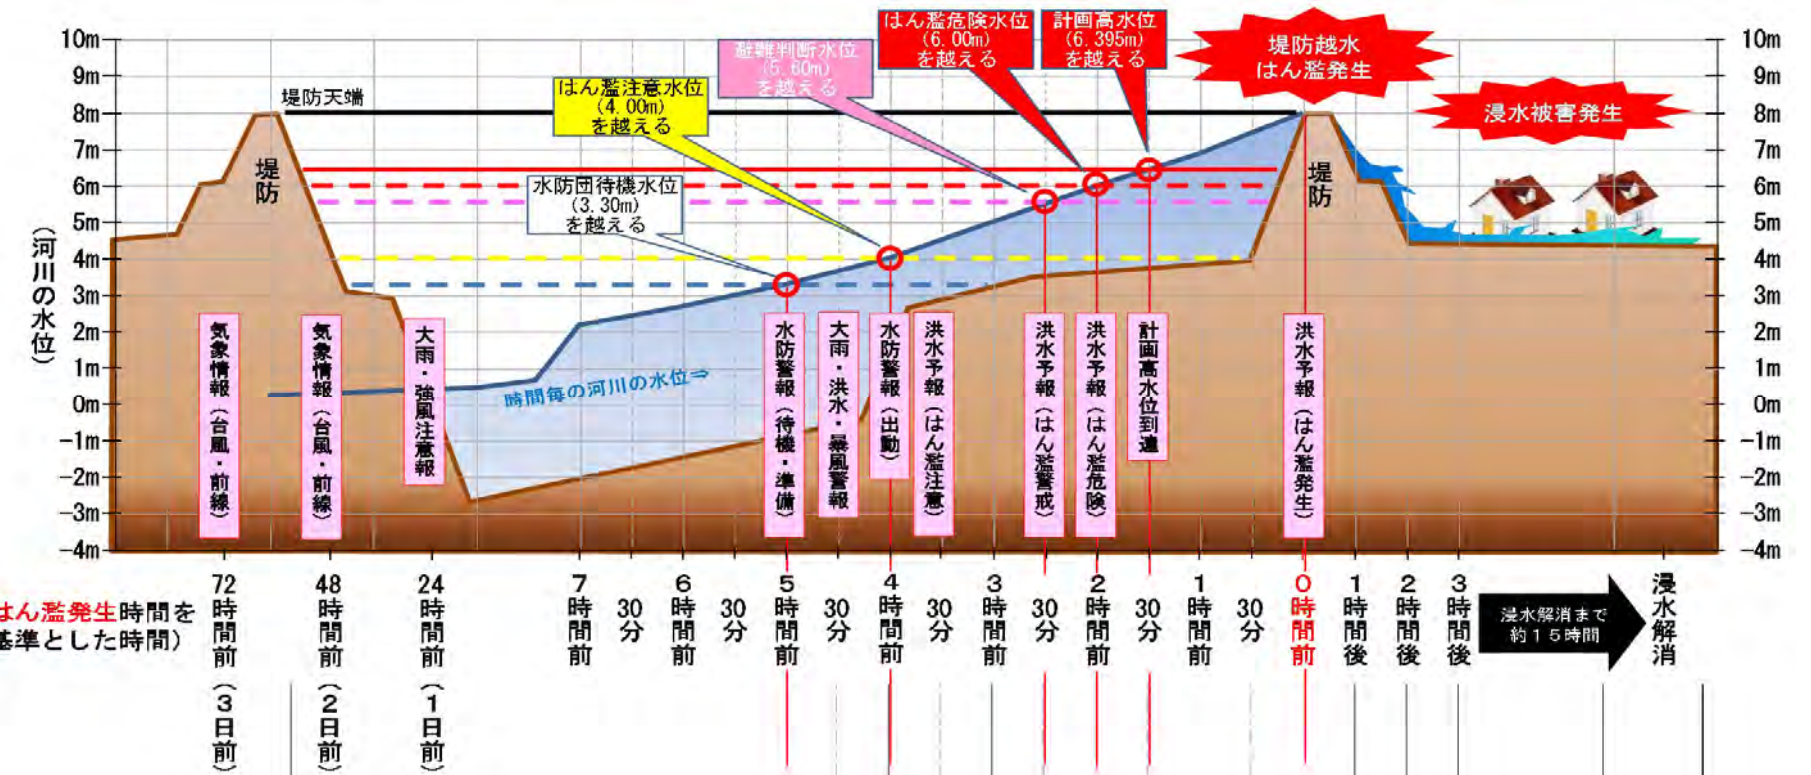 はん濫危険水位
(6.00m)
を越える
計画高水位
(6.395m)
を越える
堤防越水
はん濫発生
避難判断水位
(5.60m)
を越える
はん濫注意水位
(4.00m)
を越える
浸水被害発生
水防団待機水位
(3.30m)
を越える
堤防天端
堤防
堤防
(河川の水位)
10m
9m
8m
7m
6m
5m
4m
3m
2m
1m
0m
-1m
-2m
-3m
-4m
10m
9m
8m
7m
6m
5m
4m
3m
2m
1m
0m
-1m
-2m
-3m
-4m
時間毎の河川の水位⇒
気象情報(台風・前線)
気象情報(台風・前線)
大雨・強風注意報
水防警報(待機・準備)
大雨・洪水・暴風警報
水防警報(出動)
洪水予報(はん濫注意)
洪水予報(はん濫警戒)
洪水予報(はん濫危険)
計画高水位到達
洪水予報(はん濫発生)
はん濫発生時間を
基準とした時間)
72時間前(3日前)
48時間前(2日前)
24時間前(1日前)
7時間前
30分
6時間前
30分
5時間前
30分
4時間前
30分
3時間前
30分
2時間前
30分
1時間前
30分
0時間前
1時間後
2時間後
3時間後
浸水解消まで
約15時間
浸水解消